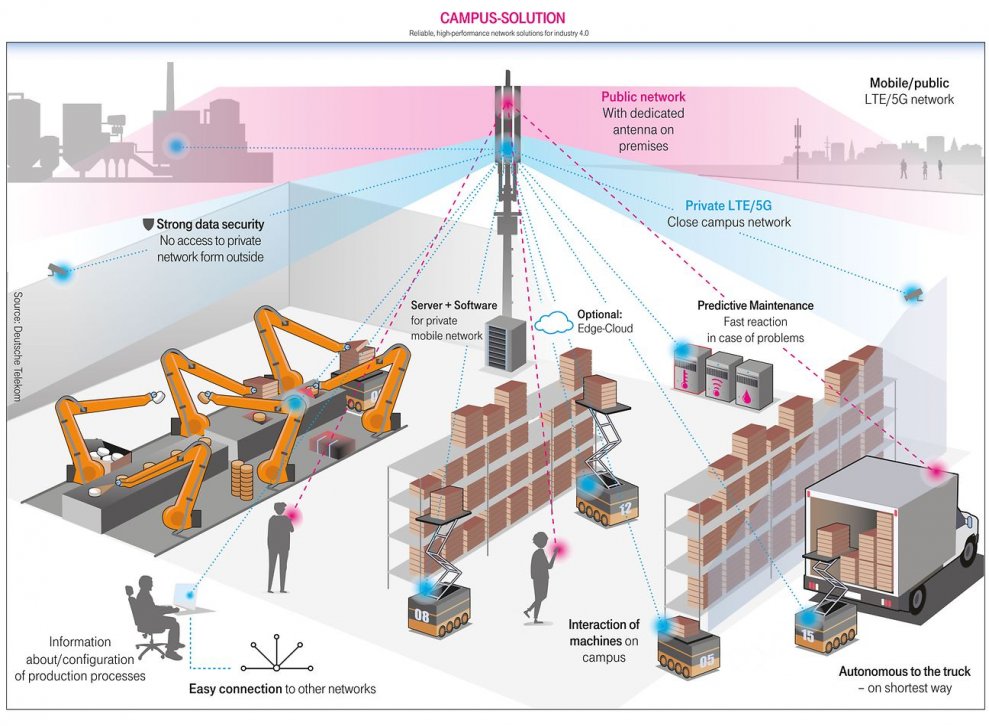 CAMPUS-SOLUTION
Reliable, high-performance network solutions for industry 4.0
Mobile/public
LTE/5G network
Public network
With dedicated
antenna on
premises
Private LTE/5G
Close campus network
Strong data security
No access to private
network form outside
Source: Deutsche Telekom
Server + Software
for private
mobile network
Optional:
Edge-Cloud
Predictive Maintenance
Fast reaction
in case of problems
12
08
05
15
Interaction of
machines on
campus
Information
about/configuration
of production processes
Easy connection to other networks
Autonomous to the truck
– on shortest way